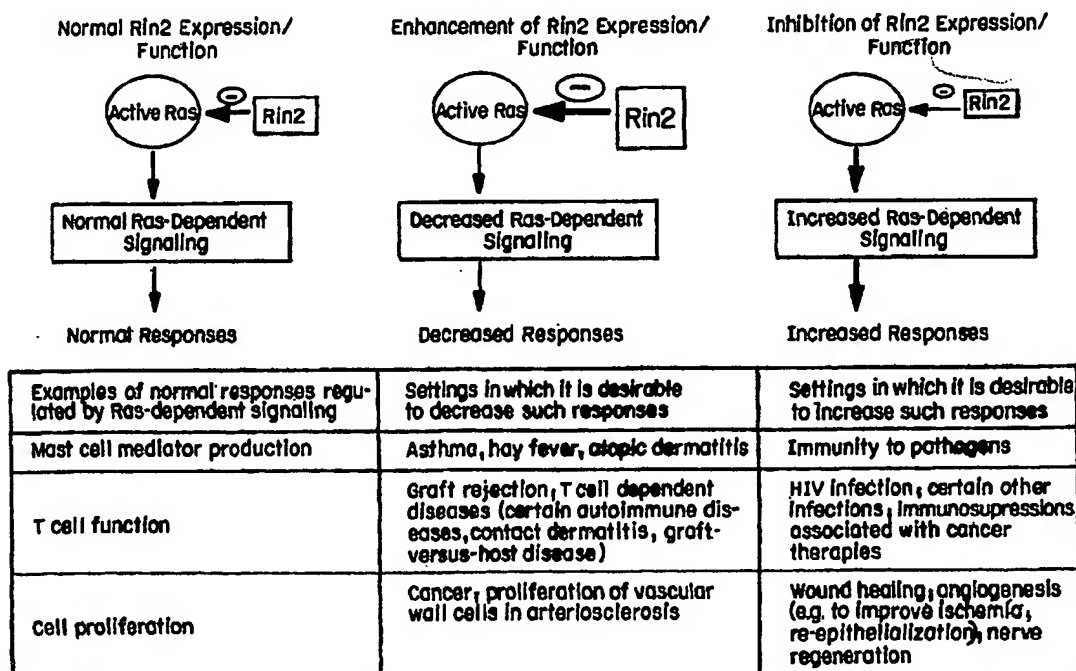 Normal Rin2 Expression/
Function
Enhancement of Rin2 Expression/
Function
Inhibition of Rin2 Expression/
Function
Active Ras
-
Rin2
Active Ras
-
Rin2
Active Ras
-
Rin2
Normal Ras-Dependent
Signaling
Decreased Ras-Dependent
Signaling
Increased Ras-Dependent
Signaling
Normal Responses
Decreased Responses
Increased Responses
Examples of normal responses regu-
lated by Ras-dependent signaling
Settings in which it is desirable
to decrease such responses
Settings in which it is desirable
to increase such responses
Mast cell mediator production
Asthma, hay fever, atopic dermatitis
Immunity to pathogens
T cell function
Graft rejection; T cell dependent
diseases (certain autoimmune dis-
eases, contact dermatitis, graft-
versus-host disease)
HIV infection; certain other
infections; immunosupressions
associated with cancer
therapies
Cell proliferation
Cancer; proliferation of vascular
wall cells in arteriosclerosis
Wound healing; angiogenesis
(e.g. to improve ischemia,
re-epithelialization); nerve
regeneration